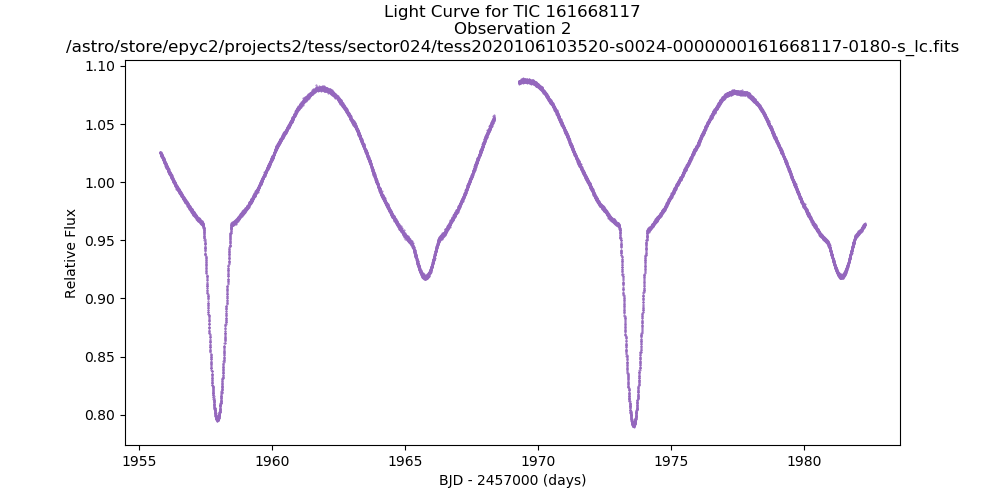 Light Curve for TIC 161668117
Observation 2
/astro/store/epyc2/projects2/tess/sector024/tess2020106103520-s0024-0000000161668117-0180-s_lc.fits
1.10
1.05
1.00
0.95
0.90
0.85
0.80
Relative Flux
1955
1960
1965
1970
1975
1980
BJD - 2457000 (days)